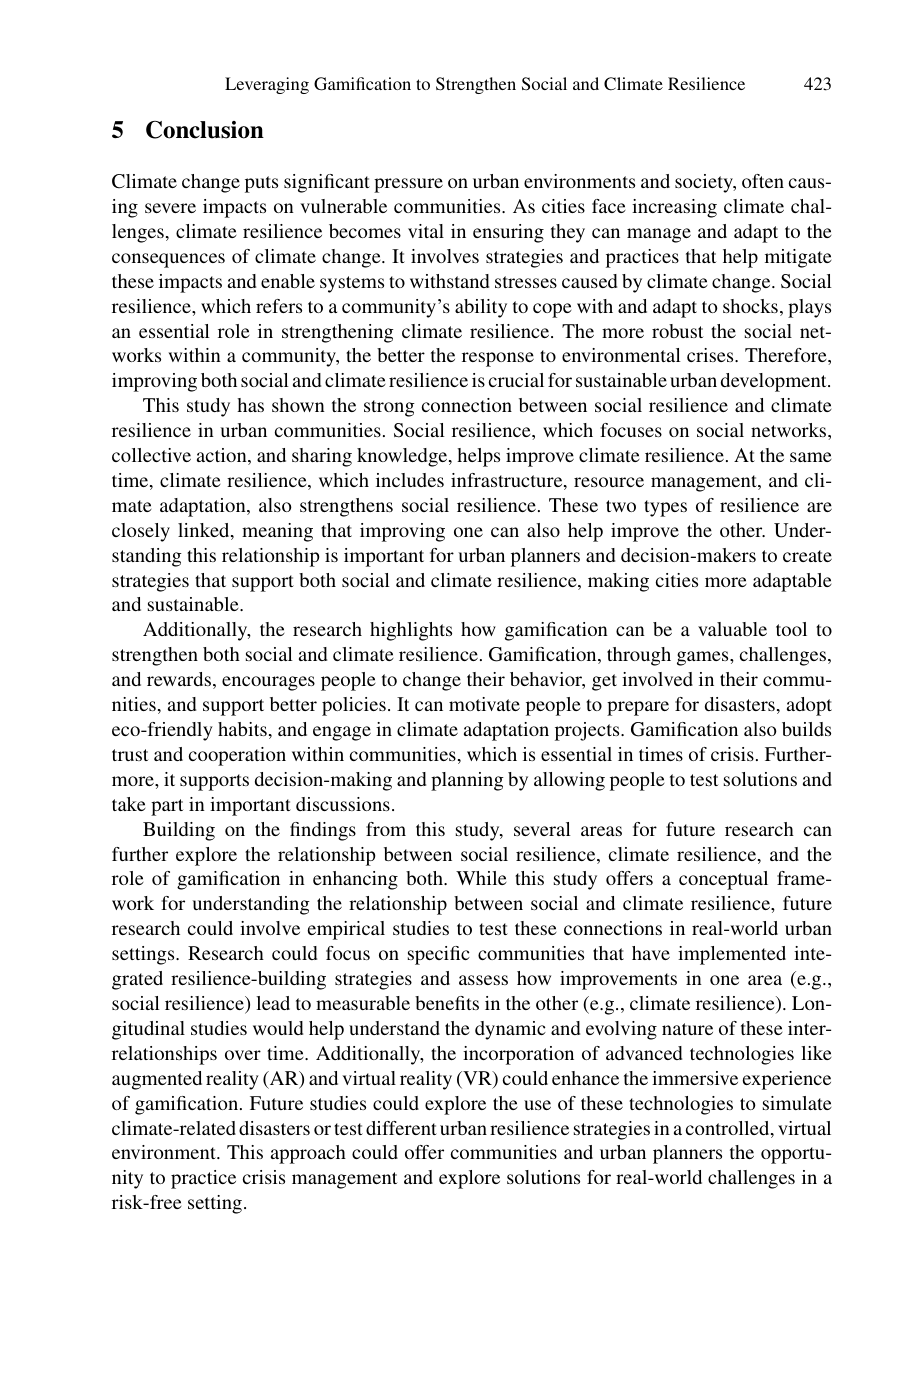 Leveraging Gamification to Strengthen Social and Climate Resilience 423
5 Conclusion
Climate change puts significant pressure on urban environments and society, often caus-
ing severe impacts on vulnerable communities. As cities face increasing climate chal-
lenges, climate resilience becomes vital in ensuring they can manage and adapt to the
consequences of climate change. It involves strategies and practices that help mitigate
these impacts and enable systems to withstand stresses caused by climate change. Social
resilience, which refers to a community’s ability to cope with and adapt to shocks, plays
an essential role in strengthening climate resilience. The more robust the social net-
works within a community, the better the response to environmental crises. Therefore,
improving both social and climate resilience is crucial for sustainable urban development.
This study has shown the strong connection between social resilience and climate
resilience in urban communities. Social resilience, which focuses on social networks,
collective action, and sharing knowledge, helps improve climate resilience. At the same
time, climate resilience, which includes infrastructure, resource management, and cli-
mate adaptation, also strengthens social resilience. These two types of resilience are
closely linked, meaning that improving one can also help improve the other. Under-
standing this relationship is important for urban planners and decision-makers to create
strategies that support both social and climate resilience, making cities more adaptable
and sustainable.
Additionally, the research highlights how gamification can be a valuable tool to
strengthen both social and climate resilience. Gamification, through games, challenges,
and rewards, encourages people to change their behavior, get involved in their commu-
nities, and support better policies. It can motivate people to prepare for disasters, adopt
eco-friendly habits, and engage in climate adaptation projects. Gamification also builds
trust and cooperation within communities, which is essential in times of crisis. Further-
more, it supports decision-making and planning by allowing people to test solutions and
take part in important discussions.
Building on the findings from this study, several areas for future research can
further explore the relationship between social resilience, climate resilience, and the
role of gamification in enhancing both. While this study offers a conceptual frame-
work for understanding the relationship between social and climate resilience, future
research could involve empirical studies to test these connections in real-world urban
settings. Research could focus on specific communities that have implemented inte-
grated resilience-building strategies and assess how improvements in one area (e.g.,
social resilience) lead to measurable benefits in the other (e.g., climate resilience). Lon-
gitudinal studies would help understand the dynamic and evolving nature of these inter-
relationships over time. Additionally, the incorporation of advanced technologies like
augmented reality (AR) and virtual reality (VR) could enhance the immersive experience
of gamification. Future studies could explore the use of these technologies to simulate
climate-related disasters or test different urban resilience strategies in a controlled, virtual
environment. This approach could offer communities and urban planners the opportu-
nity to practice crisis management and explore solutions for real-world challenges in a
risk-free setting.